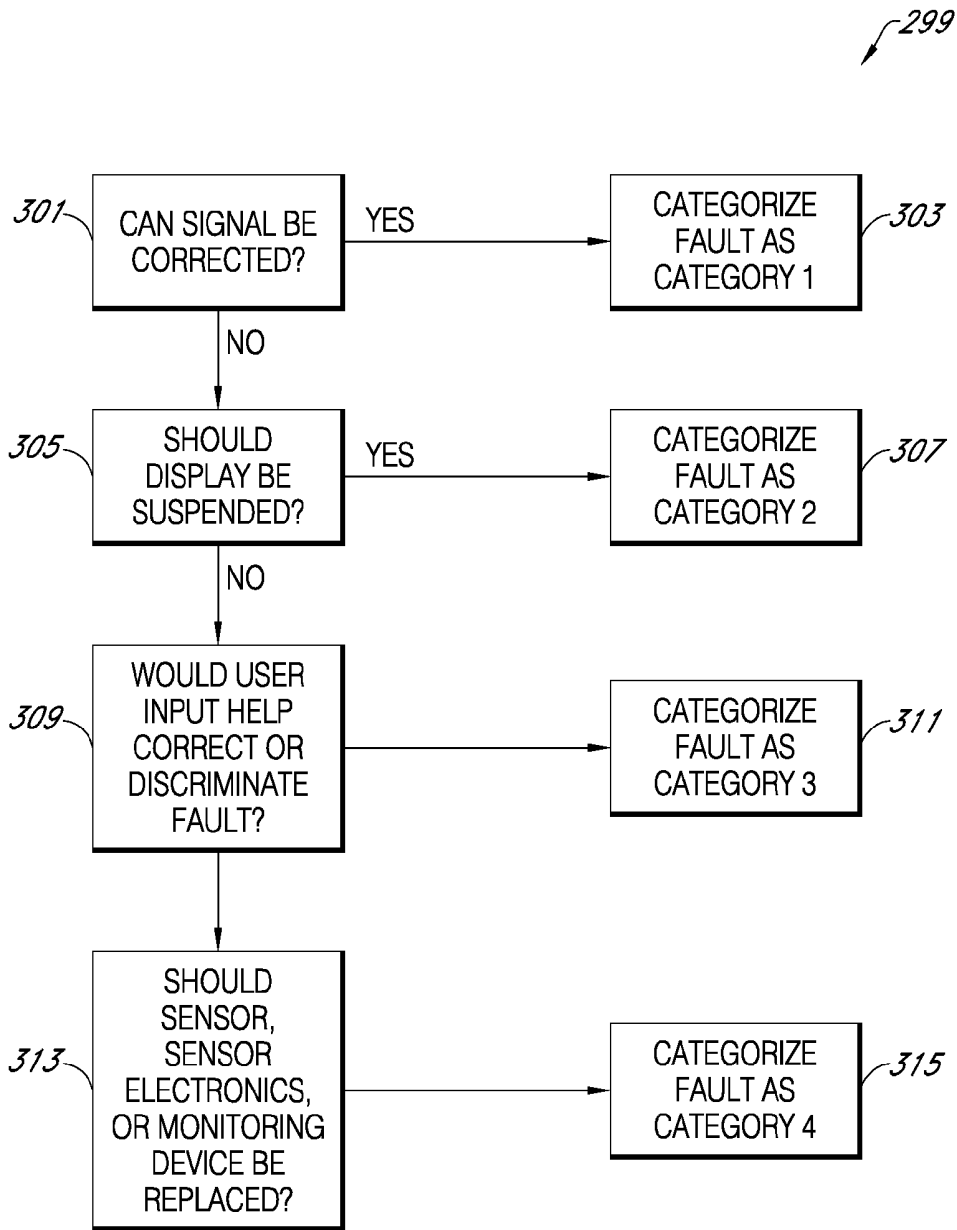 299
301
CAN SIGNAL BE
CORRECTED?
YES
CATEGORIZE
FAULT AS
CATEGORY 1
303
NO
305
SHOULD
DISPLAY BE
SUSPENDED?
YES
CATEGORIZE
FAULT AS
CATEGORY 2
307
NO
309
WOULD USER
INPUT HELP
CORRECT OR
DISCRIMINATE
FAULT?
CATEGORIZE
FAULT AS
CATEGORY 3
311
313
SHOULD
SENSOR,
SENSOR
ELECTRONICS,
OR MONITORING
DEVICE BE
REPLACED?
CATEGORIZE
FAULT AS
CATEGORY 4
315